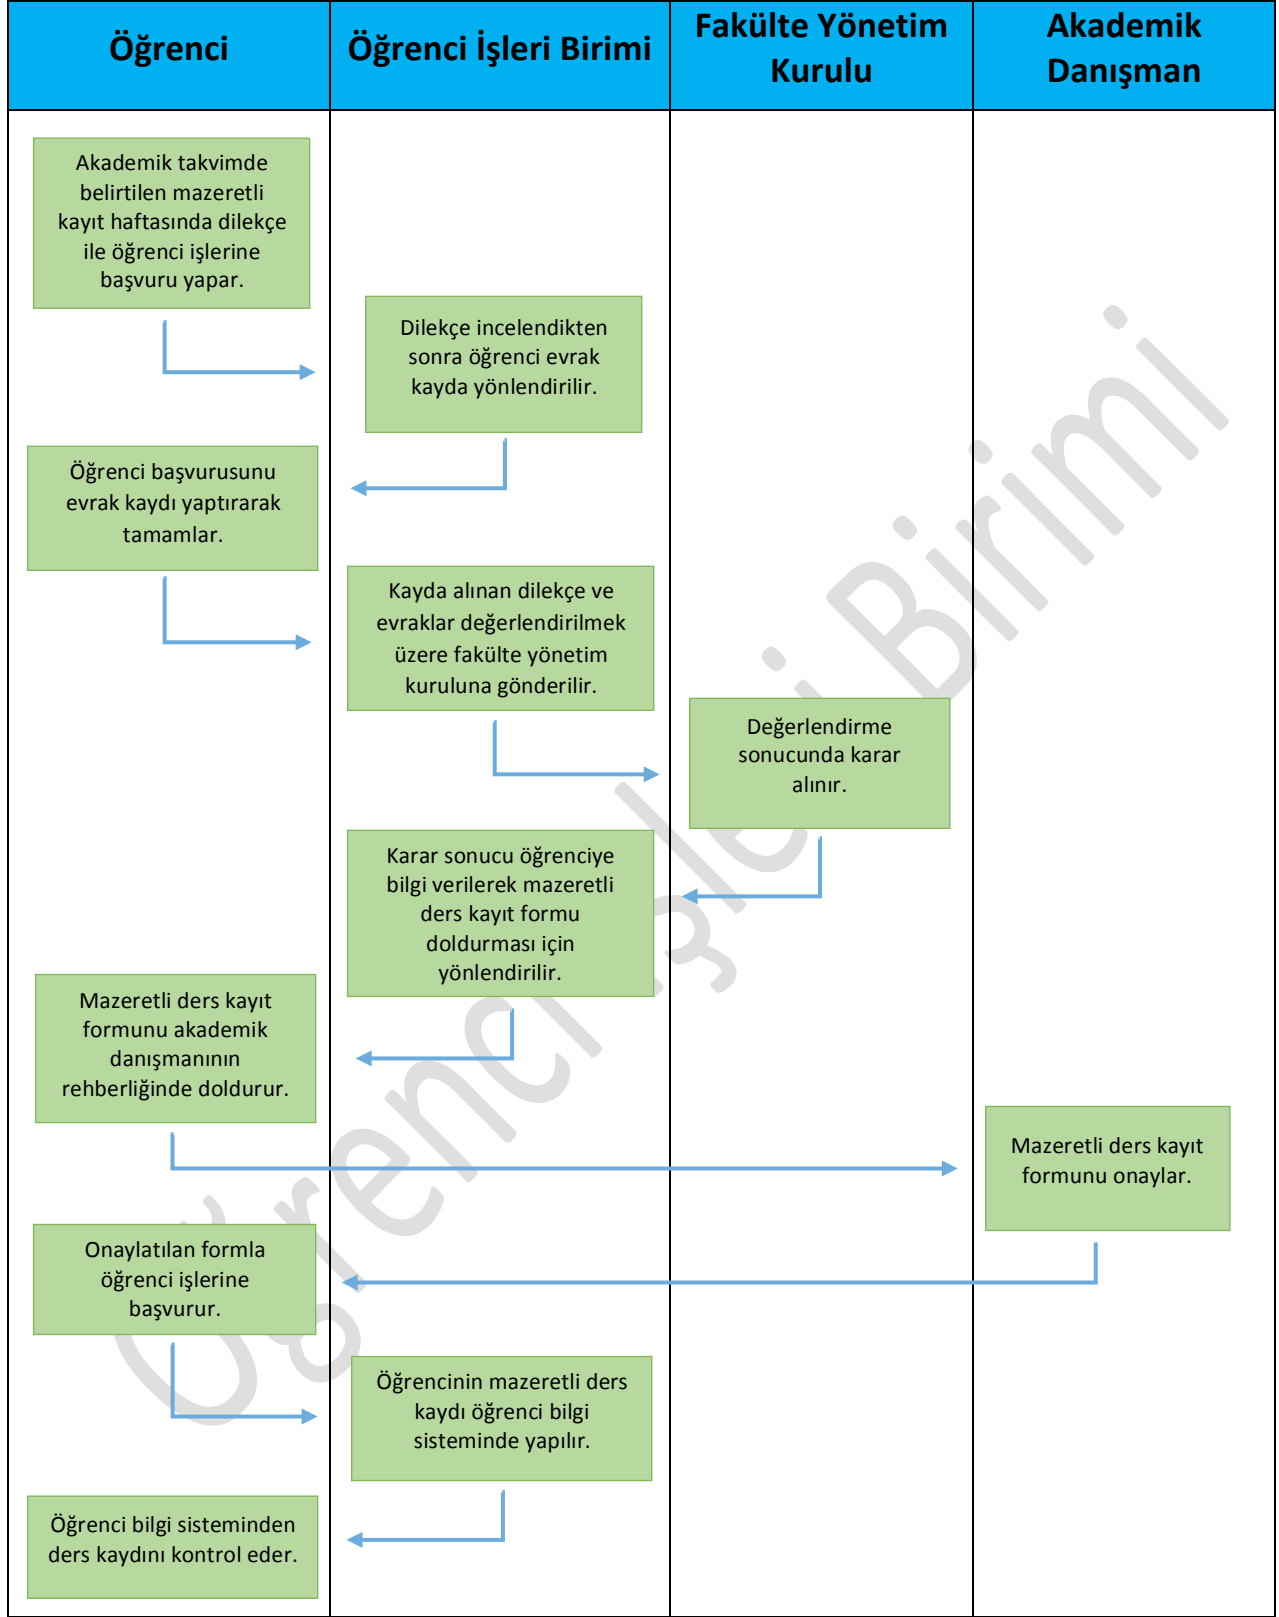 Öğrenci
Öğrenci İşleri Birimi
Fakülte Yönetim
Kurulu
Akademik
Danışman
Akademik takvimde
belirtilen mazeretli
kayıt haftasında dilekçe
ile öğrenci işlerine
başvuru yapar.
Dilekçe incelendikten
sonra öğrenci evrak
kayda yönlendirilir.
Öğrenci başvurusunu
evrak kaydı yaptırarak
tamamlar.
Kayda alınan dilekçe ve
evraklar değerlendirilmek
üzere fakülte yönetim
kuruluna gönderilir.
Değerlendirme
sonucunda karar
alınır.
Karar sonucu öğrenciye
bilgi verilerek mazeretli
ders kayıt formu
doldurması için
yönlendirilir.
Mazeretli ders kayıt
formunu akademik
danışmanının
rehberliğinde doldurur.
Mazeretli ders kayıt
formunu onaylar.
Onaylatılan formla
öğrenci işlerine
başvurur.
Öğrencinin mazeretli ders
kaydı öğrenci bilgi
sisteminde yapılır.
Öğrenci bilgi sisteminden
ders kaydını kontrol eder.
Öğrenci İşleri Birimi